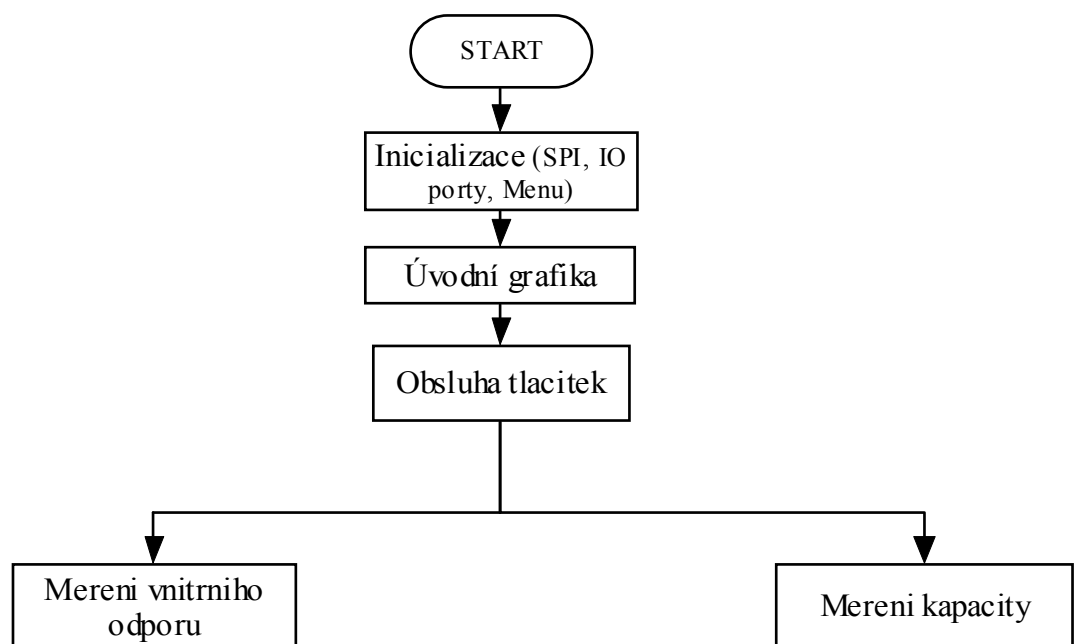 START
Inicializace (SPI, IO
porty, Menu)
Úvodní grafika
Obsluha tlacitek
Mereni vnitrniho
odporu
Mereni kapacity